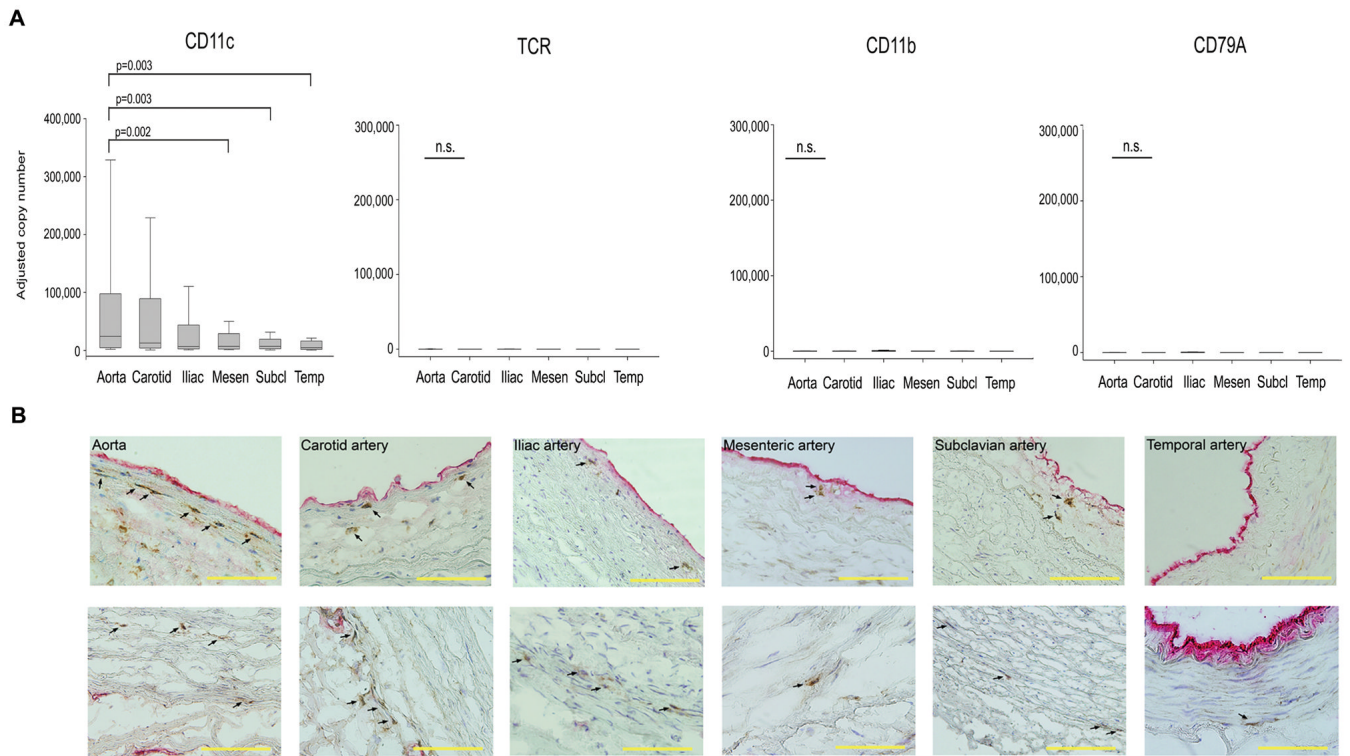 A
CD11c
TCR
CD11b
CD79A
p=0.003
p=0.003
p=0.002
n.s.
n.s.
n.s.
Adjusted copy number
400,000
300,000
200,000
100,000
0
300,000
200,000
100,000
0
300,000
200,000
100,000
0
300,000
200,000
100,000
0
Aorta Carotid Iliac Mesen Subcl Temp
Aorta Carotid Iliac Mesen Subcl Temp
Aorta Carotid Iliac Mesen Subcl Temp
Aorta Carotid Iliac Mesen Subcl Temp
B
Aorta
Carotid artery
Iliac artery
Mesenteric artery
Subclavian artery
Temporal artery